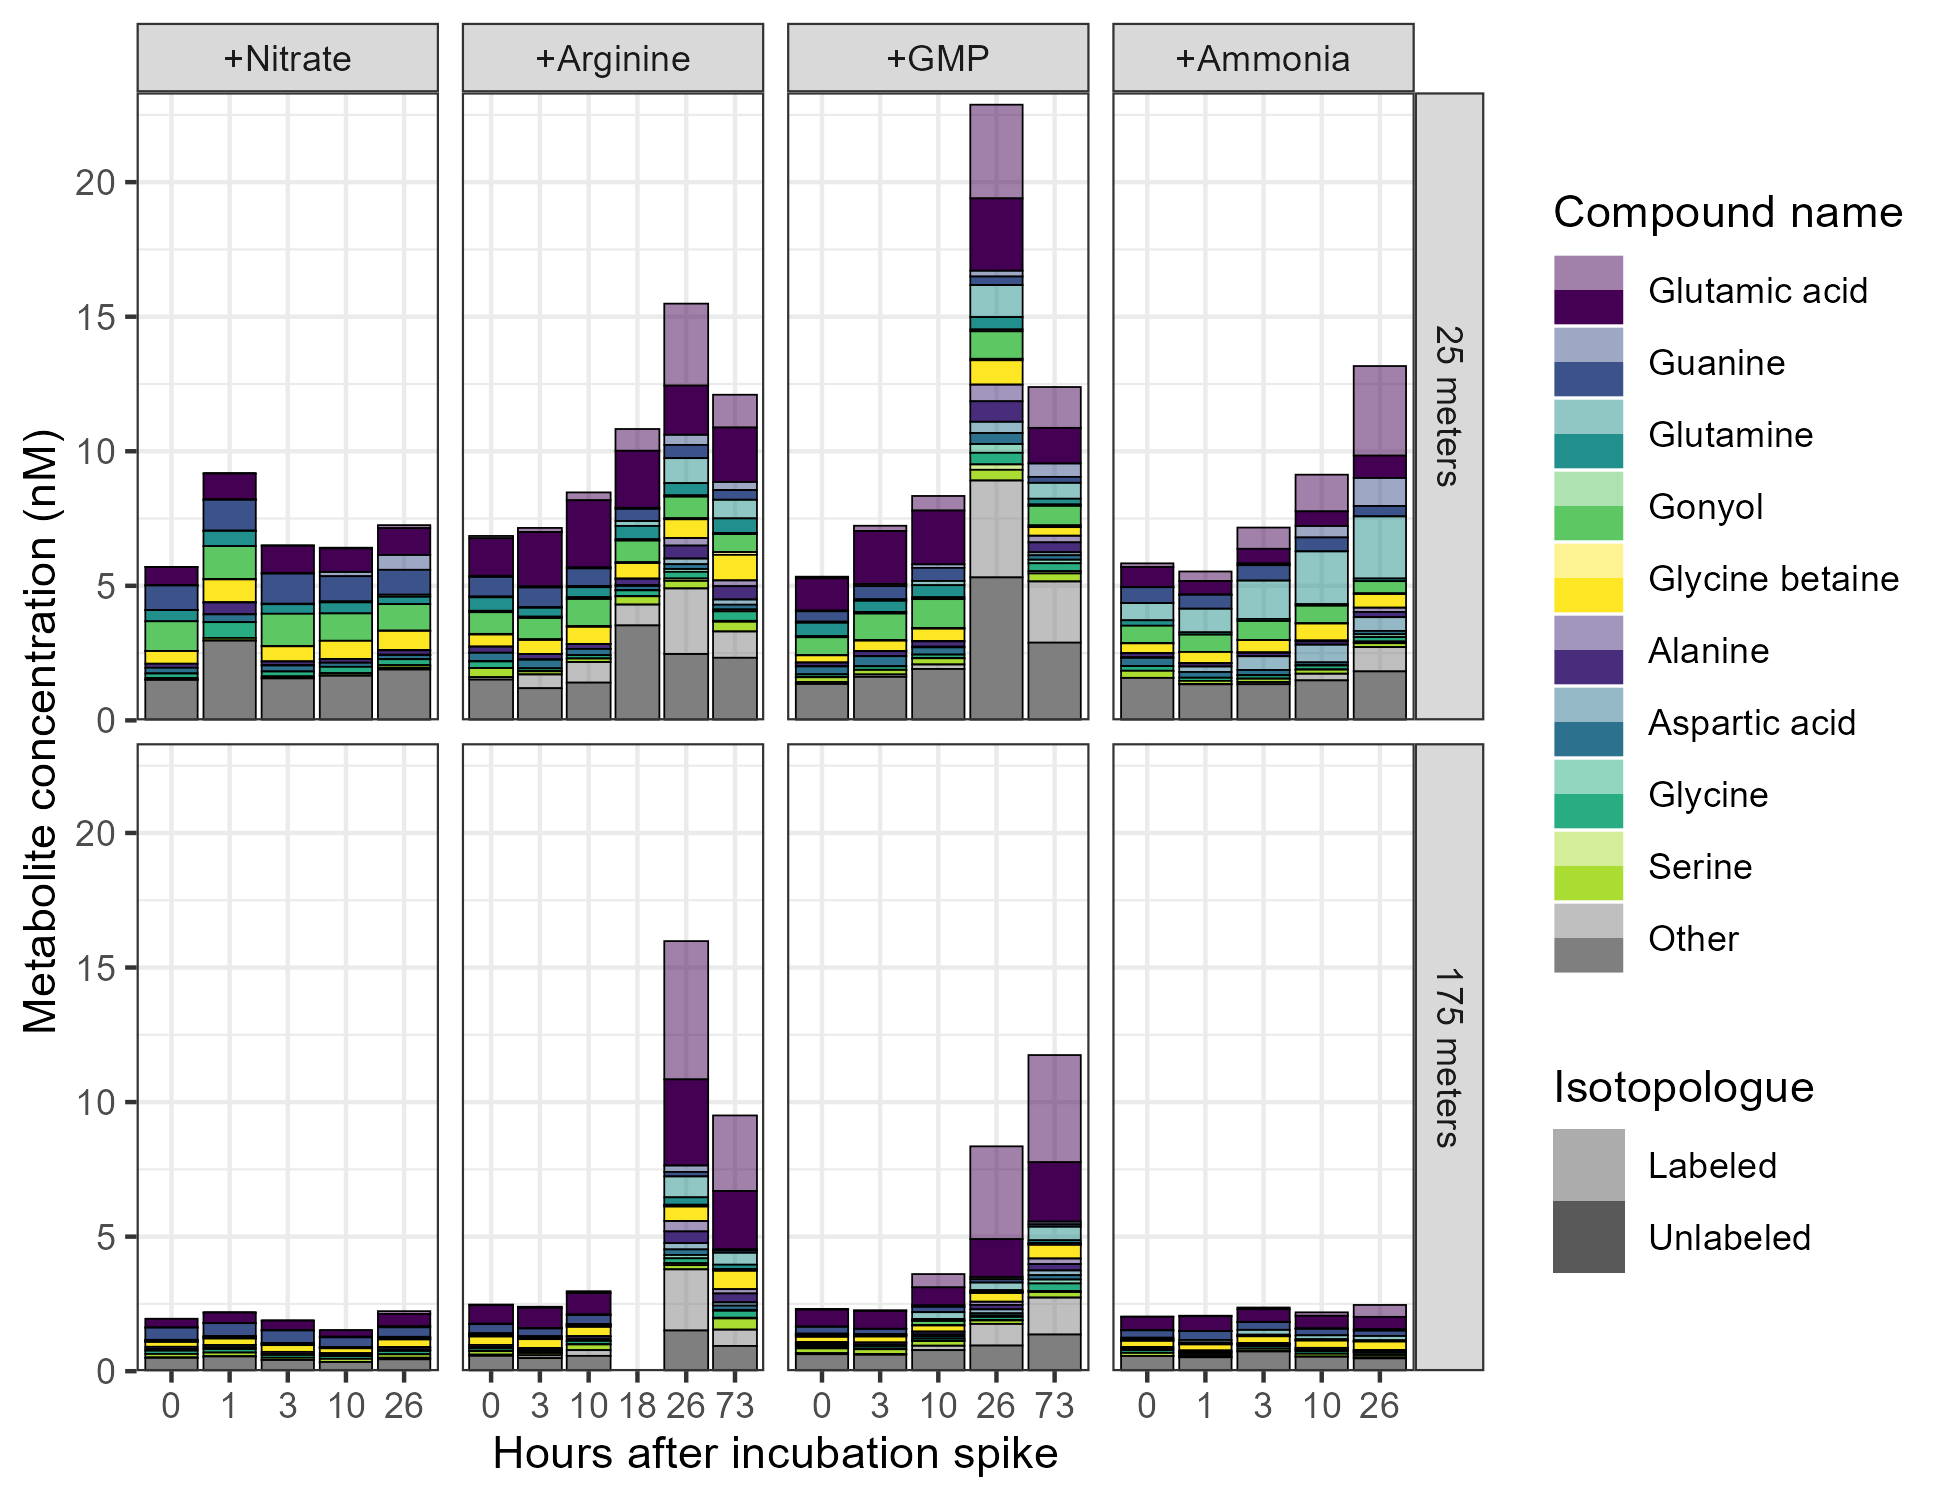 +Nitrate +Arginine +GMP +Ammonia
20
15
10
5
0
25 meters
20
15
10
5
0
175 meters
0 1 3 10 26 0 3 10 18 26 73 0 3 10 26 73 0 1 3 10 26
Hours after incubation spike
Metabolite concentration (nM)
Compound name
Glutamic acid
Guanine
Glutamine
Gonyol
Glycine betaine
Alanine
Aspartic acid
Glycine
Serine
Other
Isotopologue
Labeled
Unlabeled